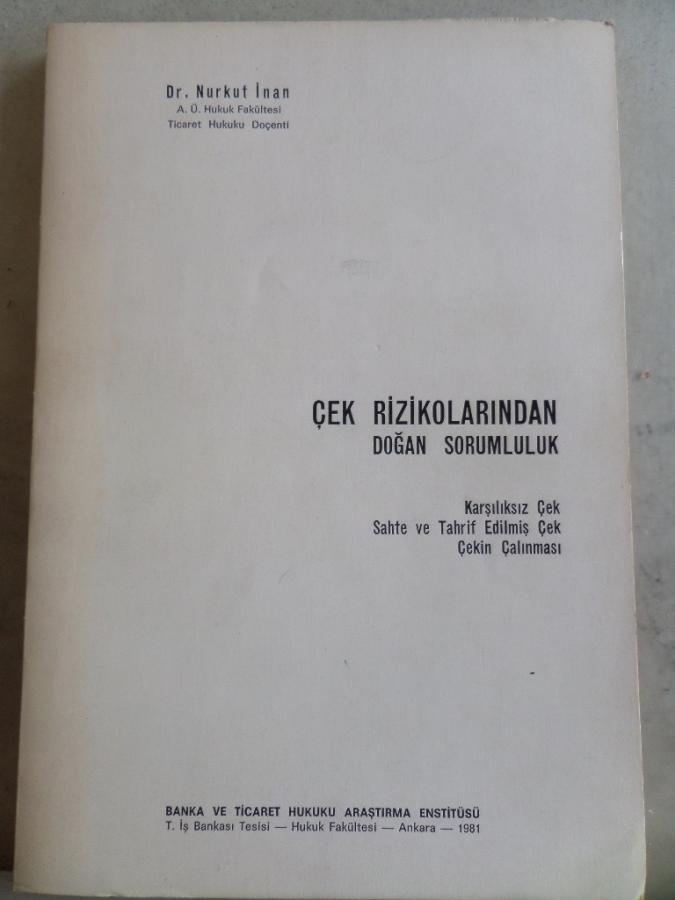 Dr. Nurkut İnan
A. Ü. Hukuk Fakültesi
Ticaret Hukuku Doçenti
ÇEK RİZİKOLARINDAN
DOĞAN SORUMLULUK
Karşılıksız Çek
Sahte ve Tahrif Edilmiş Çek
Çekin Çalınması
BANKA VE TİCARET HUKUKU ARAŞTIRMA ENSTİTÜSÜ
T. İş Bankası Tesisi — Hukuk Fakültesi — Ankara — 1981